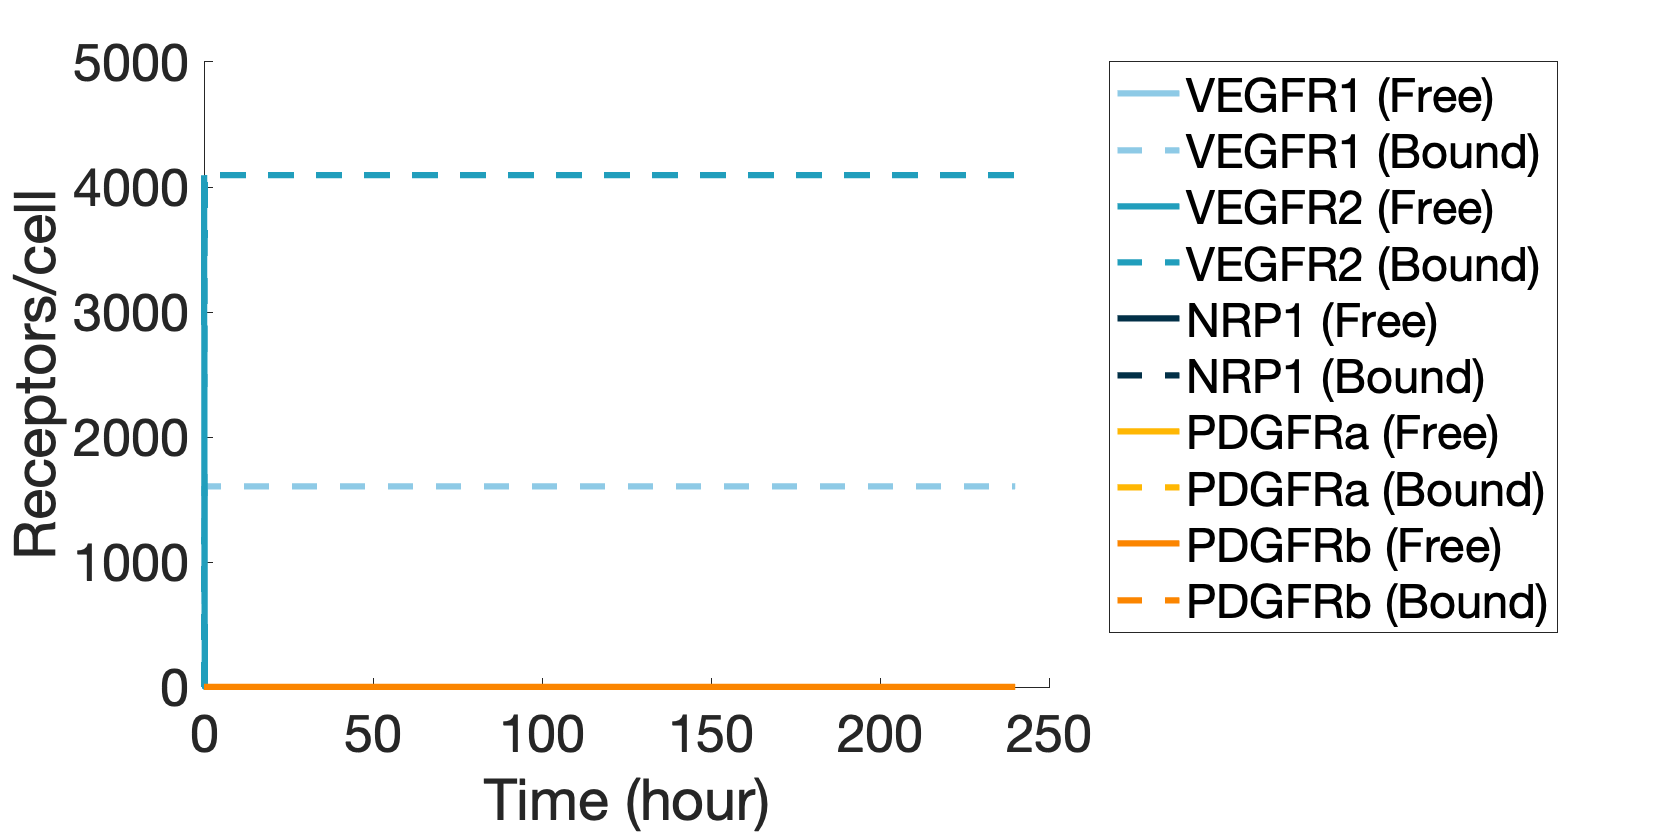 Receptors/cell
5000
4000
3000
2000
1000
0
0 50 100 150 200 250
Time (hour)
VEGFR1 (Free)
VEGFR1 (Bound)
VEGFR2 (Free)
VEGFR2 (Bound)
NRP1 (Free)
NRP1 (Bound)
PDGFRa (Free)
PDGFRa (Bound)
PDGFRb (Free)
PDGFRb (Bound)